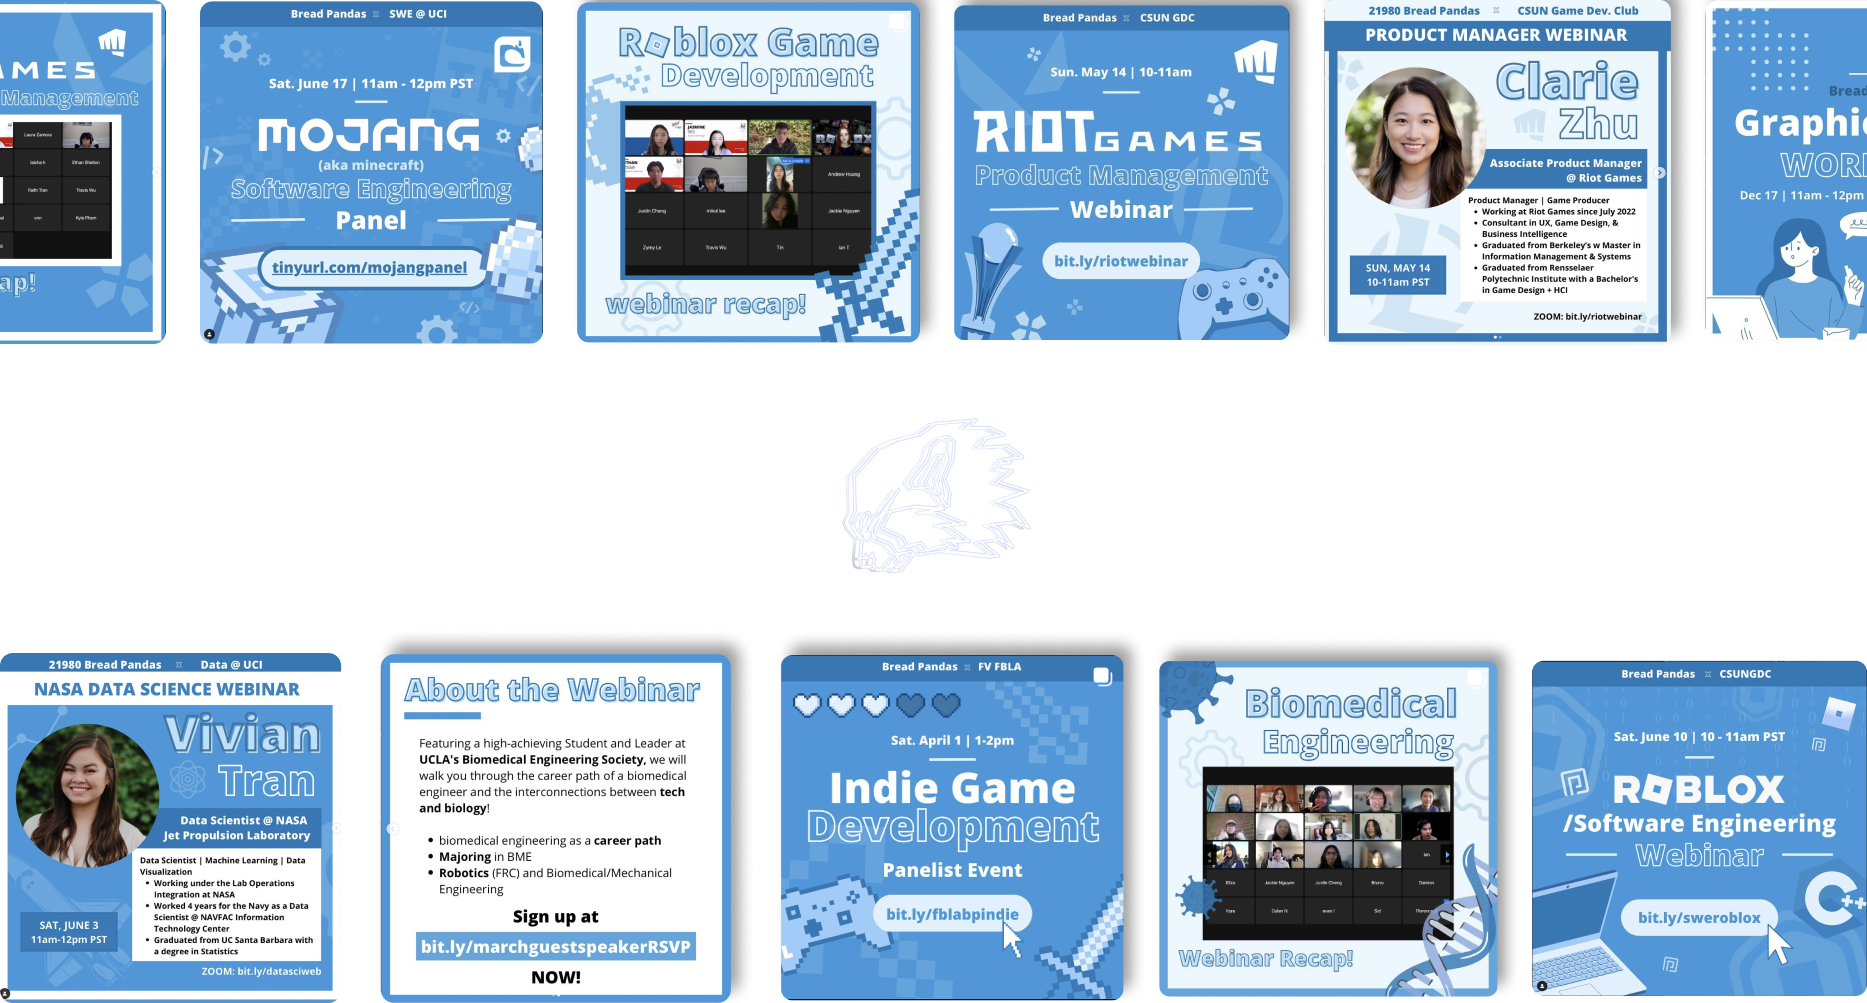 AMES
Management
Laura Zamora
Ethan Shelton
Faith Tran
Travis Wu
vnn
Kyle Pham
ap!
Bread Pandas SWE @ UCI
Sat. June 17 | 11am - 12pm PST
MOJANG
(aka minecraft)
Software Engineering
Panel
tinyurl.com/mojangpanel
Roblox Game
Development
JASMINE
Andrew Hoang
Justin Cheng
mikol lee
Jackie Nguyen
Zyrey Le
Travis Wu
Tin
Ian T
webinar recap!
Bread Pandas CSUN GDC
Sun. May 14 | 10-11am
RIOT GAMES
Product Management
Webinar
bit.ly/riotwebinar
21980 Bread Pandas CSUN Game Dev. Club
PRODUCT MANAGER WEBINAR
Clarie
Zhu
Associate Product Manager
@ Riot Games
Product Manager | Game Producer
• Working at Riot Games since July 2022
• Consultant in UX, Game Design, &
Business Intelligence
• Graduated from Berkeley's w Master in
Information Management & Systems
• Graduated from Rensselaer
Polytechnic Institute with a Bachelor's
in Game Design + HCI
SUN, MAY 14
10-11am PST
ZOOM: bit.ly/riotwebinar
Bread
Graphic
WOR
Dec 17 | 11am - 12pm
21980 Bread Pandas Data @ UCI
NASA DATA SCIENCE WEBINAR
Vivian
Tran
Data Scientist @ NASA
Jet Propulsion Laboratory
Data Scientist | Machine Learning | Data
Visualization
• Working under the Lab Operations
Integration at NASA
• Worked 4 years for the Navy as a Data
Scientist @ NAVFAC Information
Technology Center
• Graduated from UC Santa Barbara with
a degree in Statistics
SAT, JUNE 3
11am-12pm PST
ZOOM: bit.ly/datasciweb
About the Webinar
Featuring a high-achieving Student and Leader at
UCLA's Biomedical Engineering Society, we will
walk you through the career path of a biomedical
engineer and the interconnections between tech
and biology!
• biomedical engineering as a career path
• Majoring in BME
• Robotics (FRC) and Biomedical/Mechanical
Engineering
Sign up at
bit.ly/marchguestspeakerRSVP
NOW!
Bread Pandas FV FBLA
Sat. April 1 | 1-2pm
Indie Game
Development
Panelist Event
bit.ly/fblabpindie
Biomedical
Engineering
Eliza
Jackie Nguyen
Justin Cheng
Bruno
Damien
Kyra
Dylan N
Sid
Webinar Recap!
Bread Pandas CSUNGDC
Sat. June 10 | 10 - 11am PST
ROBLOX
/Software Engineering
Webinar
bit.ly/sweroblox
C++